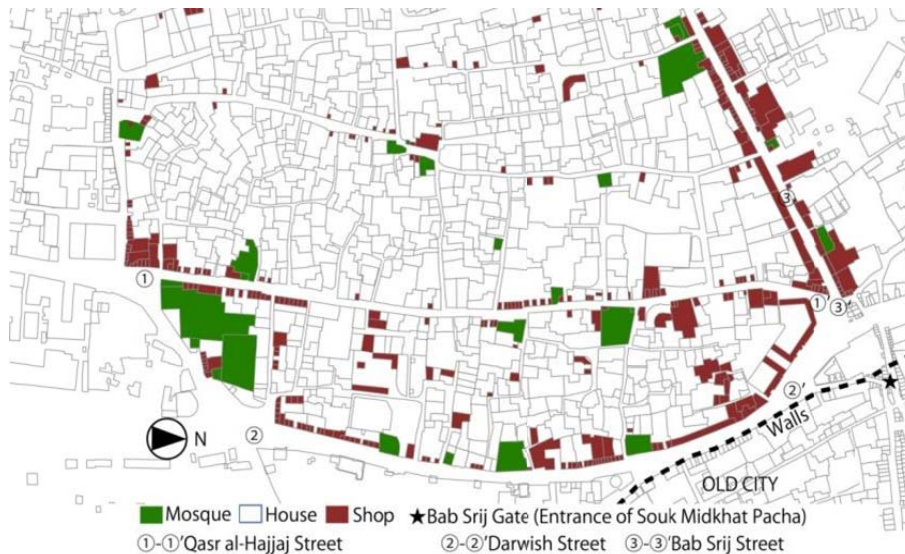 ③
①
①'
③'
②'
N
②
Walls
OLD CITY
Mosque House Shop ★Bab Srij Gate (Entrance of Souk Midkhat Pacha)
①-①'Qasr al-Hajjaj Street ②-②'Darwish Street ③-③'Bab Srij Street